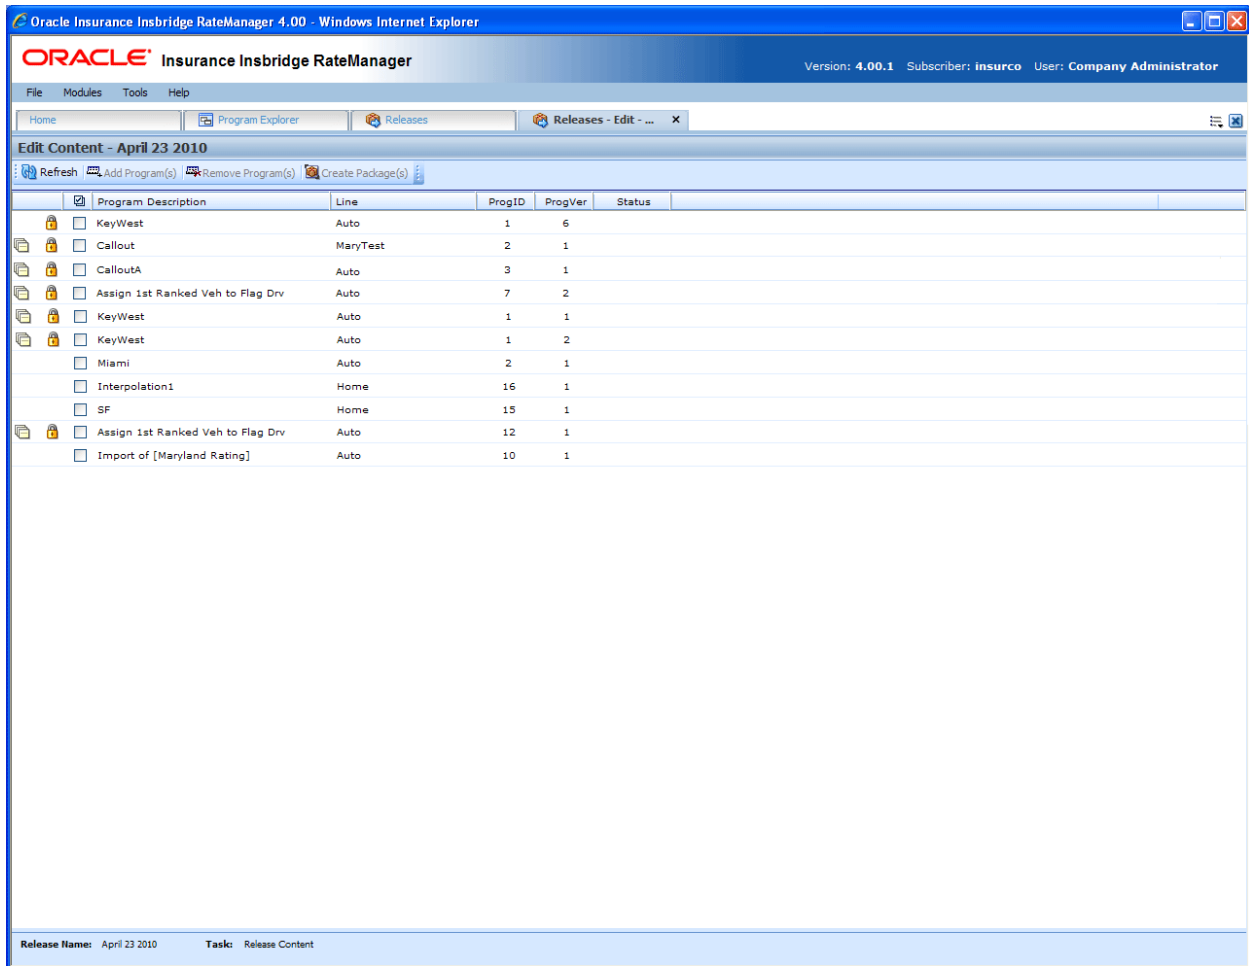 Oracle Insurance Insbridge RateManager 4.00 - Windows Internet Explorer
ORACLE Insurance Insbridge RateManager
Version: 4.00.1 Subscriber: insurco User: Company Administrator
File Modules Tools Help
Home Program Explorer Releases Releases - Edit - ...
Edit Content - April 23 2010
Refresh Add Program(s) Remove Program(s) Create Package(s)
Program Description Line ProgID ProgVer Status
KeyWest Auto 1 6
Callout MaryTest 2 1
CalloutA Auto 3 1
Assign 1st Ranked Veh to Flag Drv Auto 7 2
KeyWest Auto 1 1
KeyWest Auto 1 2
Miami Auto 2 1
Interpolation1 Home 16 1
SF Home 15 1
Assign 1st Ranked Veh to Flag Drv Auto 12 1
Import of [Maryland Rating] Auto 10 1
Release Name: April 23 2010 Task: Release Content